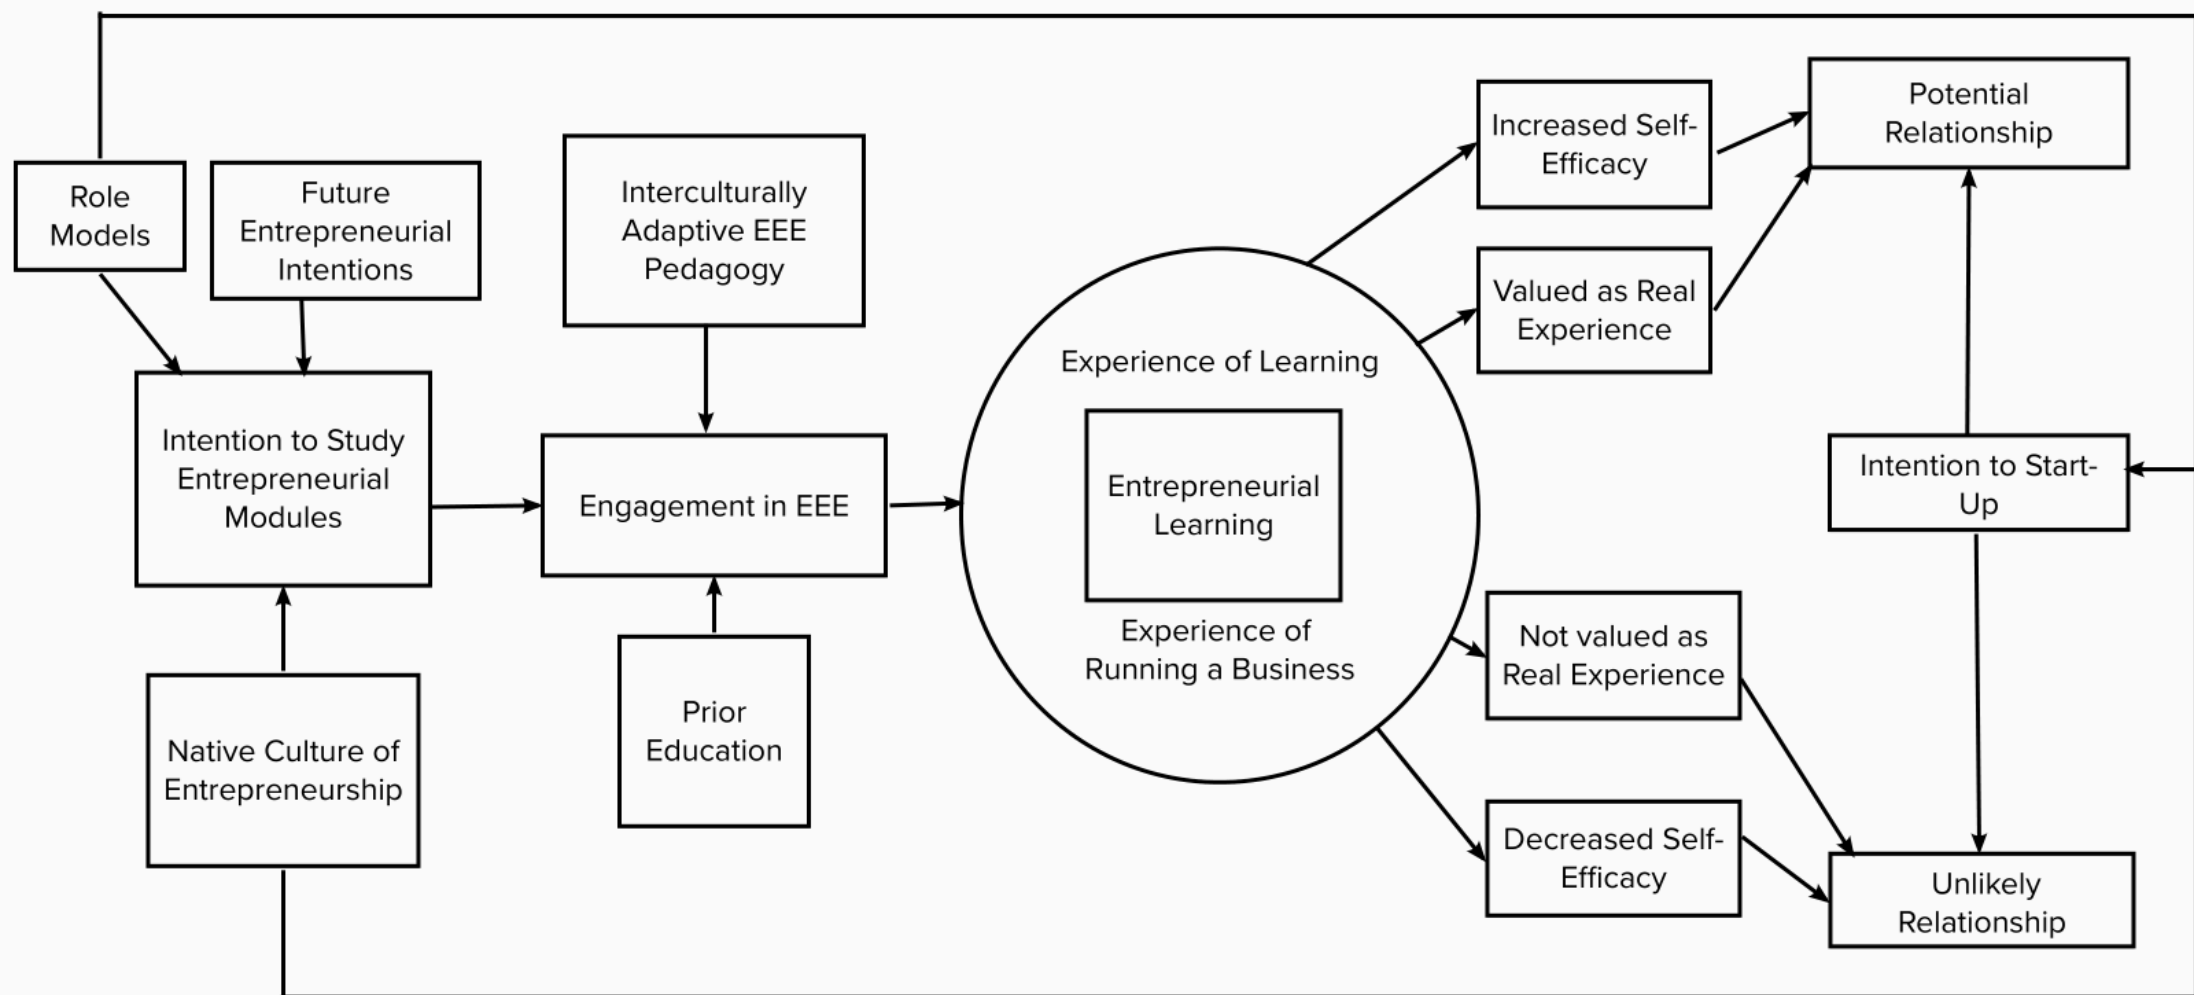 Role
Models
Future
Entrepreneurial
Intentions
Interculturally
Adaptive EEE
Pedagogy
Intention to Study
Entrepreneurial
Modules
Engagement in EEE
Native Culture of
Entrepreneurship
Prior
Education
Experience of Learning
Entrepreneurial
Learning
Experience of
Running a Business
Increased Self-
Efficacy
Valued as Real
Experience
Not valued as
Real Experience
Decreased Self-
Efficacy
Potential
Relationship
Intention to Start-
Up
Unlikely
Relationship